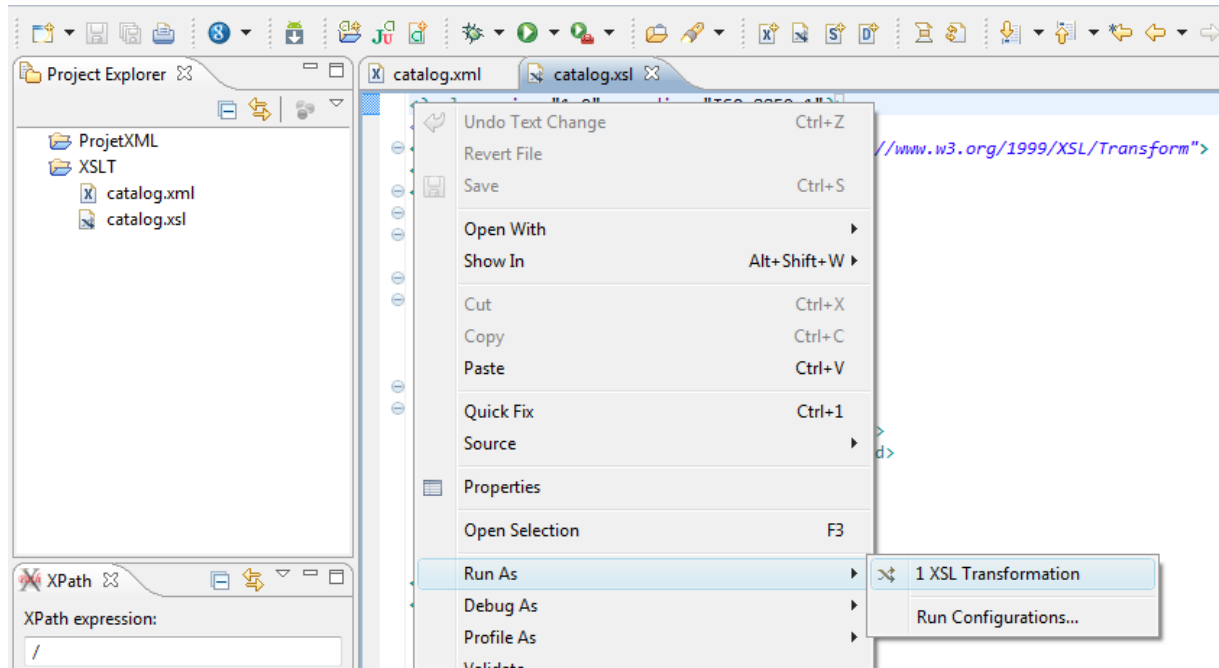 Project Explorer
catalog.xml
catalog.xsl
ProjetXML
XSLT
catalog.xml
catalog.xsl
XPath
XPath expression:
/
//www.w3.org/1999/XSL/Transform">
>
d>
Undo Text Change Ctrl+Z
Revert File
Save Ctrl+S
Open With
Show In Alt+Shift+W
Cut Ctrl+X
Copy Ctrl+C
Paste Ctrl+V
Quick Fix Ctrl+1
Source
Properties
Open Selection F3
Run As
Debug As
Profile As
Validate
1 XSL Transformation
Run Configurations...